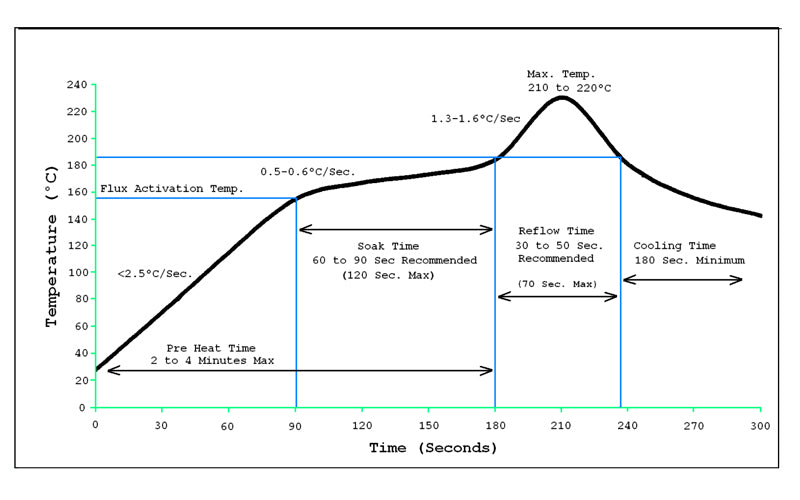 Max. Temp.
210 to 220°C
240
220
200
180
160
140
120
100
80
60
40
20
0
Temperature (°C)
1.3-1.6°C/Sec
0.5-0.6°C/Sec.
Flux Activation Temp.
<2.5°C/Sec.
Soak Time
60 to 90 Sec Recommended
(120 Sec. Max)
Reflow Time
30 to 50 Sec.
Recommended
(70 Sec. Max)
Cooling Time
180 Sec. Minimum
Pre Heat Time
2 to 4 Minutes Max
0 30 60 90 120 150 180 210 240 300
Time (Seconds)